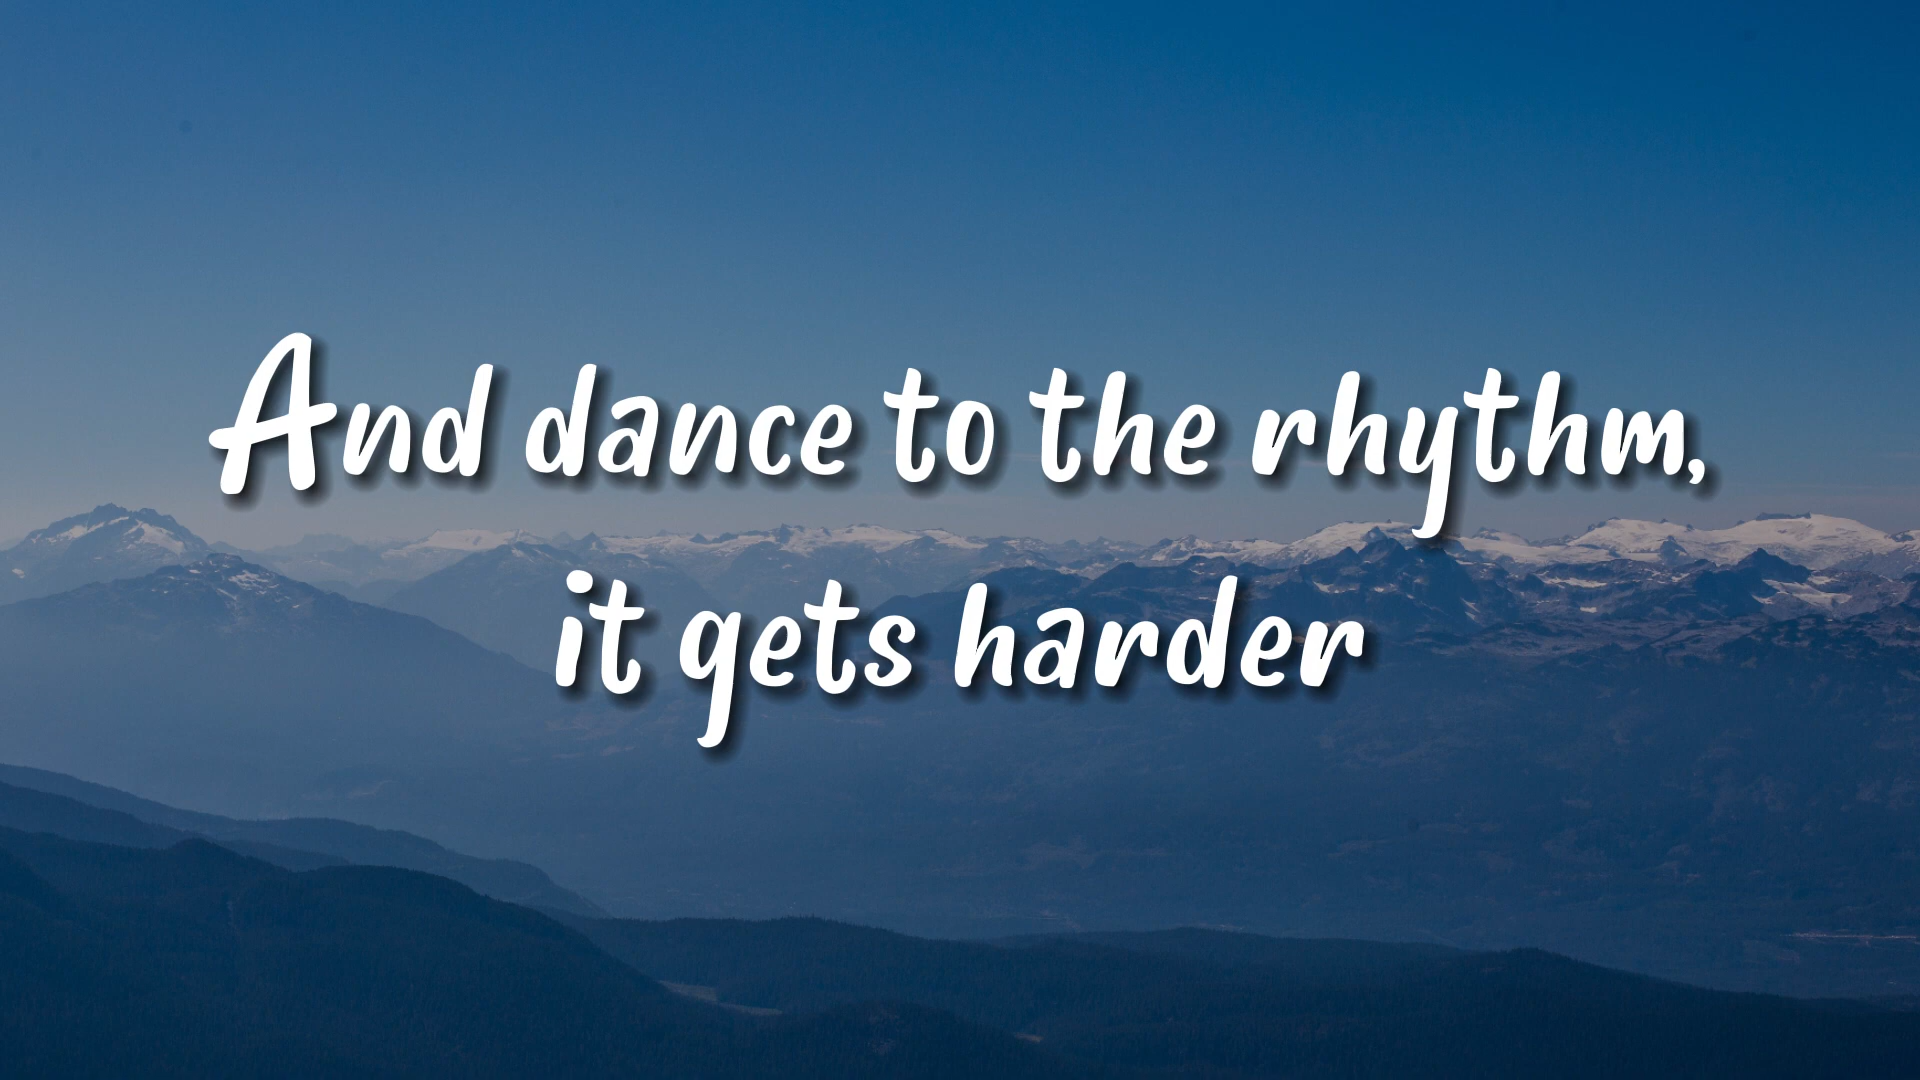 And dance to the rhythm,
it gets harder